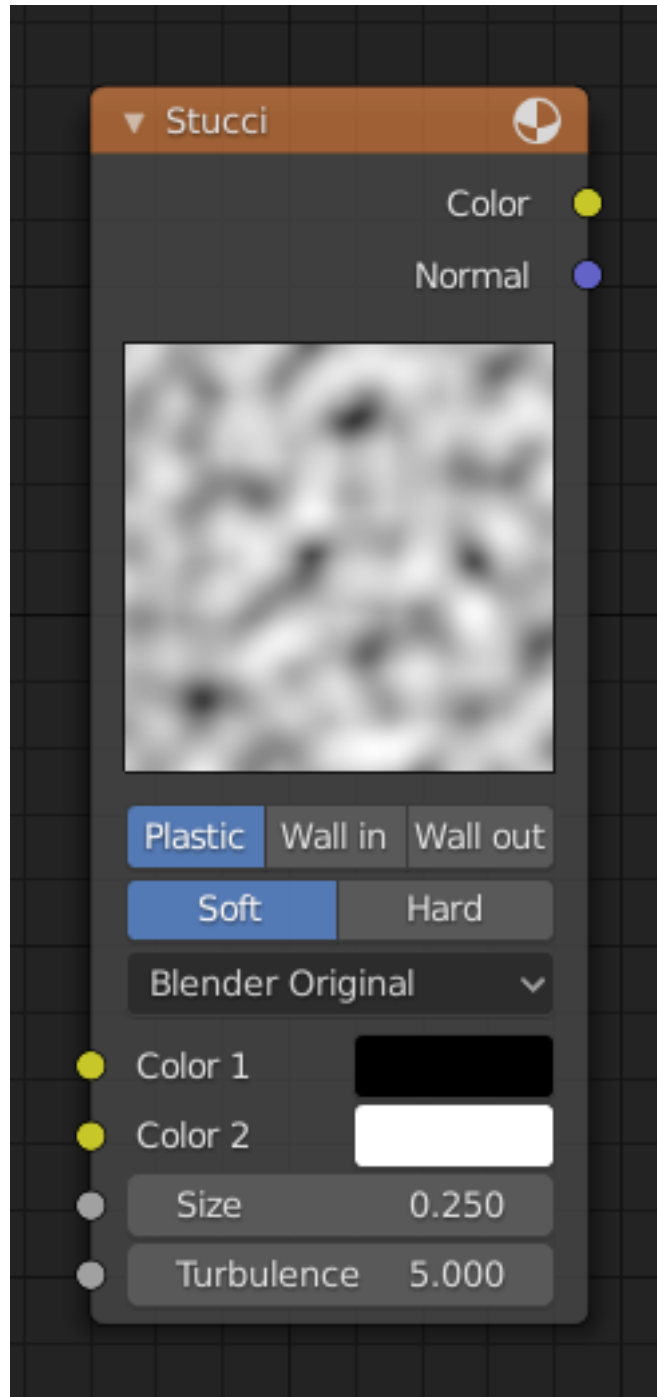 Stucci
Color
Normal
Plastic Wall in Wall out
Soft Hard
Blender Original
Color 1
Color 2
Size 0.250
Turbulence 5.000